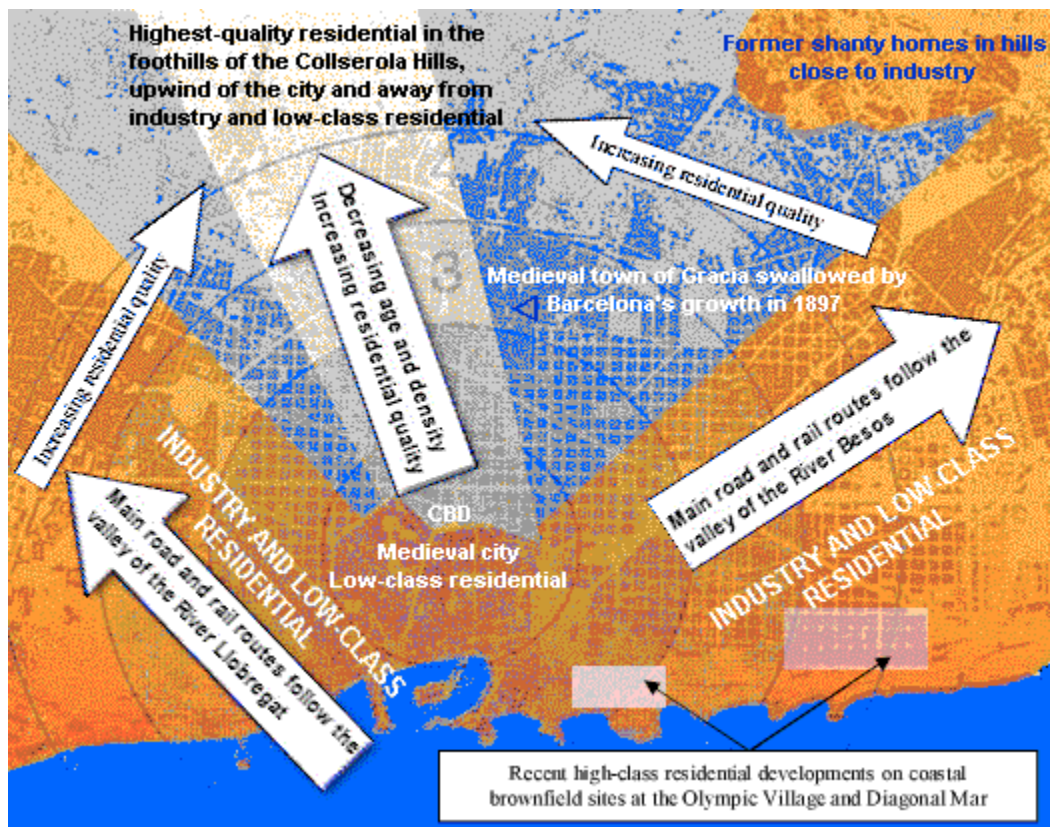 Highest-quality residential in the
foothills of the Collserola Hills,
upwind of the city and away from
industry and low-class residential
Former shanty homes in hills
close to industry
Increasing residential quality
Decreasing age and density
Increasing residential quality
3
Medieval town of Gracia swallowed by
Barcelona's growth in 1897
Increasing residential quality
Main road and rail routes follow the
valley of the River Besos
INDUSTRY AND LOW-CLASS
RESIDENTIAL
INDUSTRY AND LOW-CLASS
RESIDENTIAL
CBD
Medieval city
Low-class residential
Main road and rail routes follow the
valley of the River Llobregat
Recent high-class residential developments on coastal
brownfield sites at the Olympic Village and Diagonal Mar